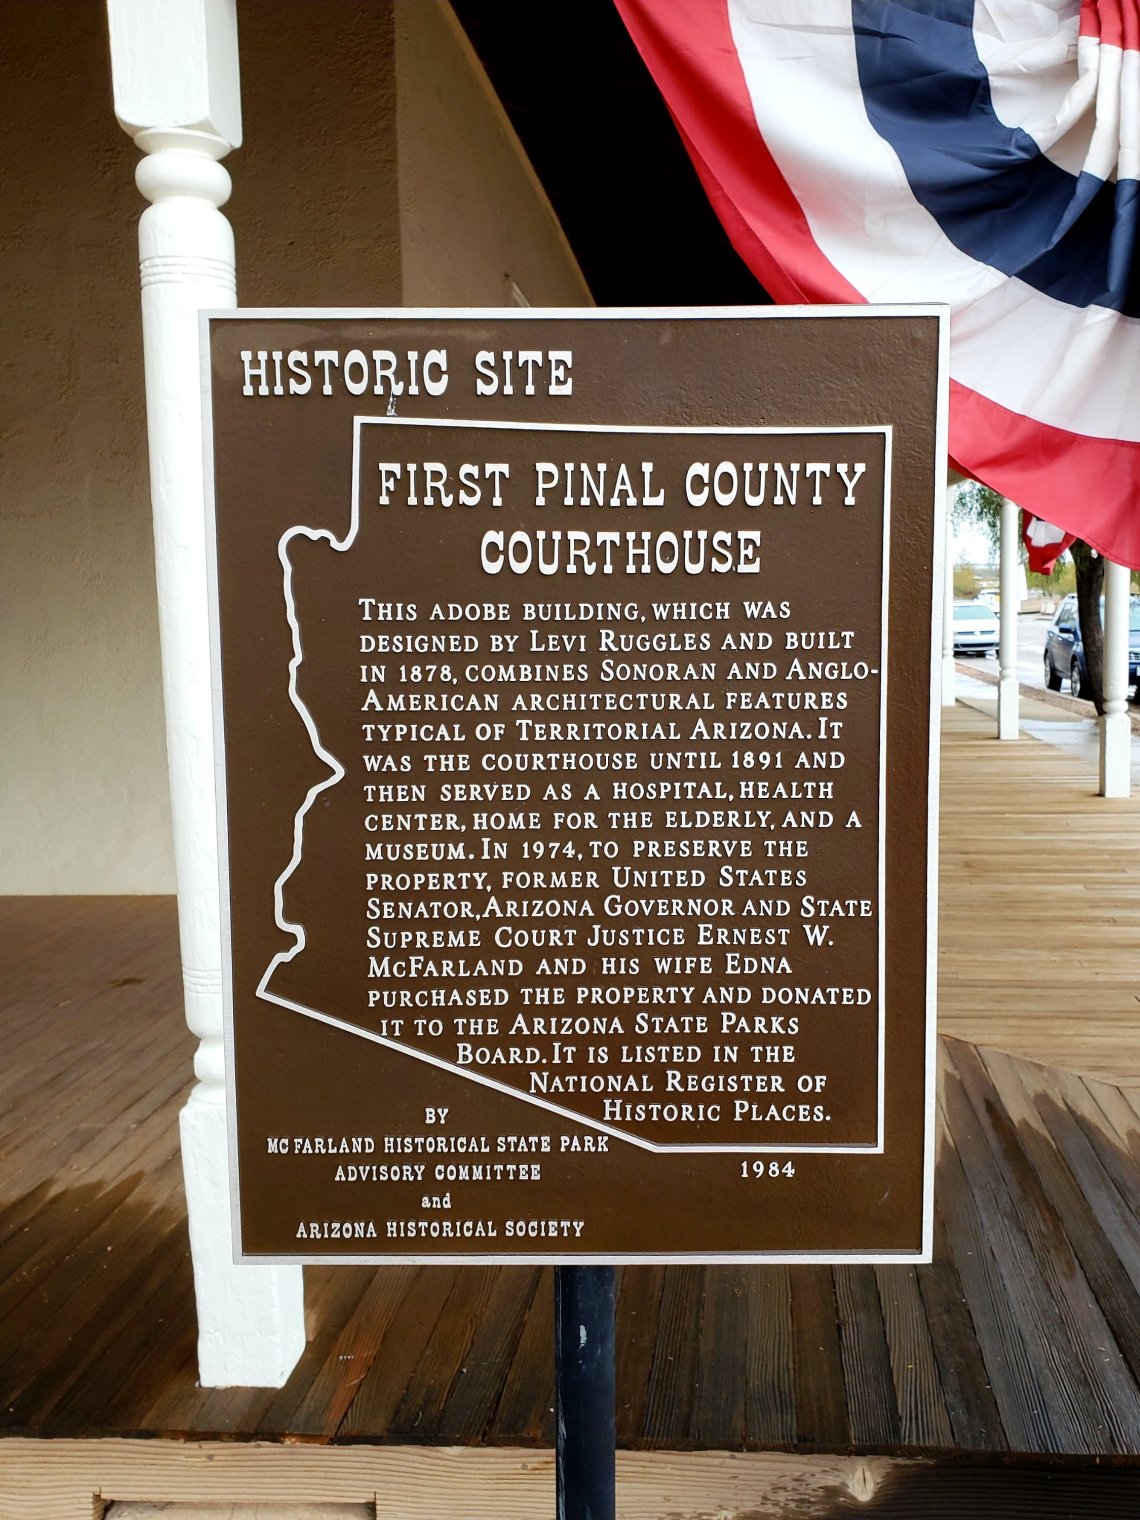 HISTORIC SITE
FIRST PINAL COUNTY
COURTHOUSE
THIS ADOBE BUILDING, WHICH WAS
DESIGNED BY LEVI RUGGLES AND BUILT
IN 1878, COMBINES SONORAN AND ANGLO-
AMERICAN ARCHITECTURAL FEATURES
TYPICAL OF TERRITORIAL ARIZONA. IT
WAS THE COURTHOUSE UNTIL 1891 AND
THEN SERVED AS A HOSPITAL, HEALTH
CENTER, HOME FOR THE ELDERLY, AND A
MUSEUM. IN 1974, TO PRESERVE THE
PROPERTY, FORMER UNITED STATES
SENATOR, ARIZONA GOVERNOR AND STATE
SUPREME COURT JUSTICE ERNEST W.
MCFARLAND AND HIS WIFE EDNA
PURCHASED THE PROPERTY AND DONATED
IT TO THE ARIZONA STATE PARKS
BOARD. IT IS LISTED IN THE
NATIONAL REGISTER OF
HISTORIC PLACES.
BY
MC FARLAND HISTORICAL STATE PARK
ADVISORY COMMITTEE
and
ARIZONA HISTORICAL SOCIETY
1984